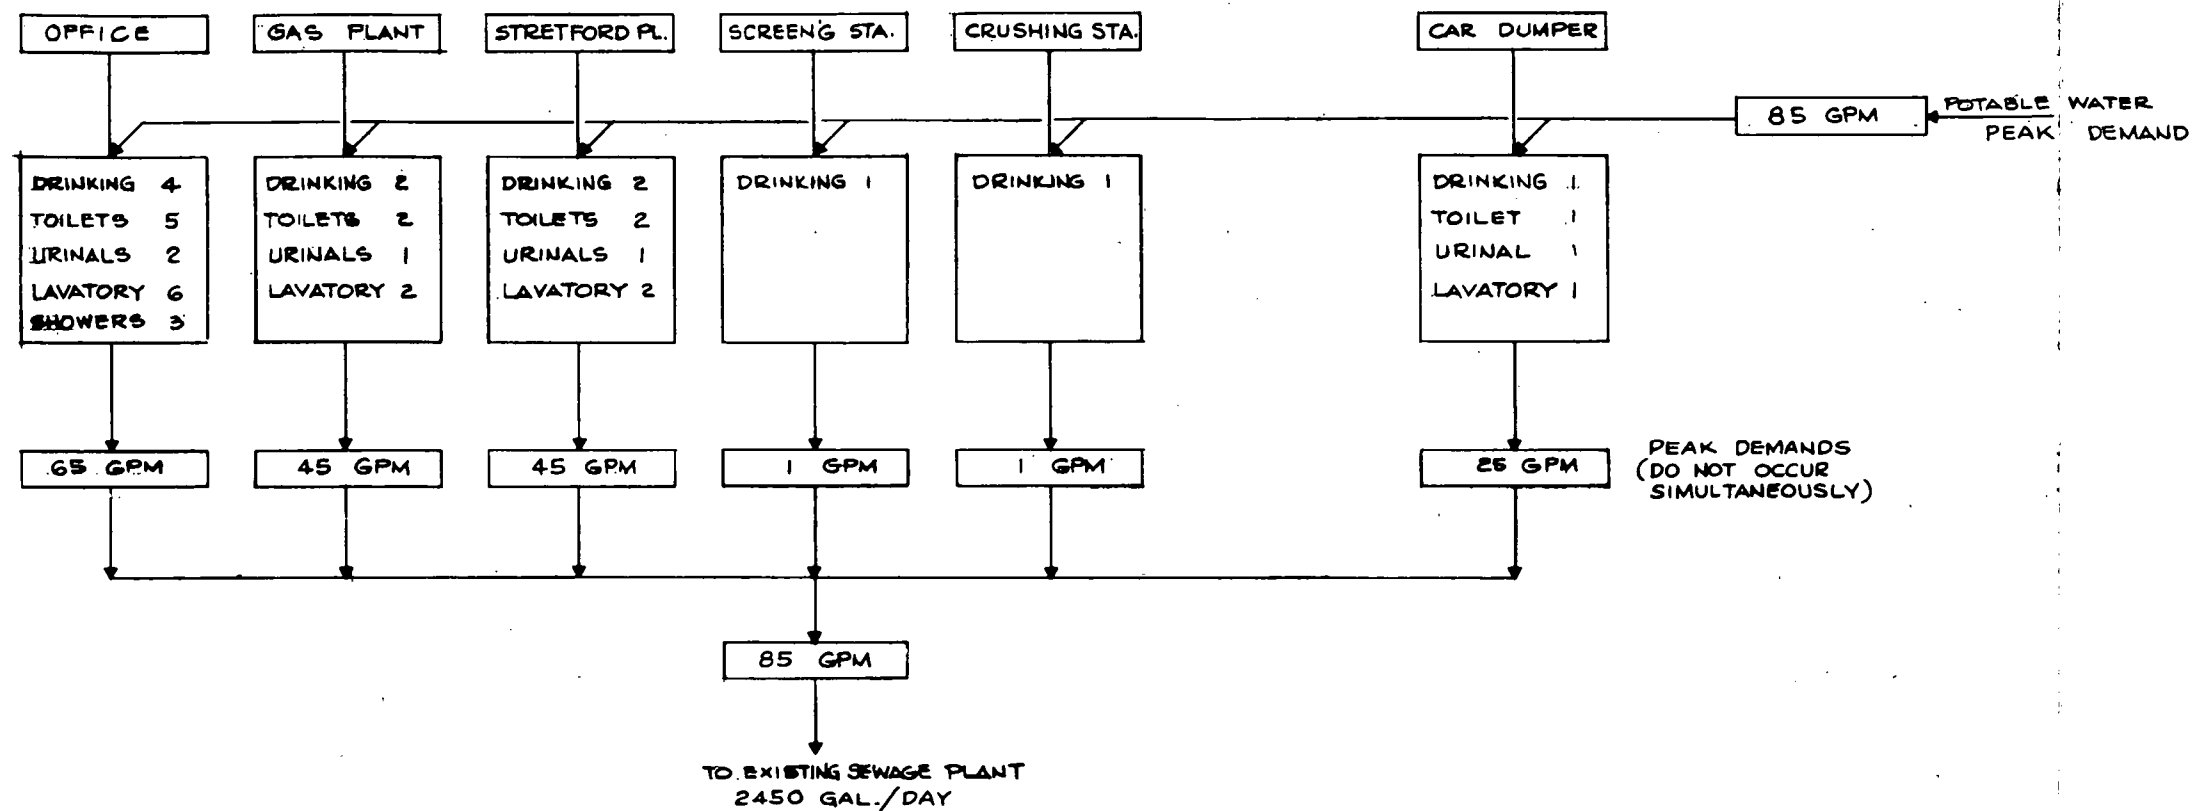 OFFICE
GAS PLANT
STRETFORD PL.
SCREEN'G STA.
CRUSHING STA.
CAR DUMPER
85 GPM
POTABLE WATER
PEAK DEMAND
DRINKING 4
TOILETS 5
URINALS 2
LAVATORY 6
SHOWERS 3
DRINKING 2
TOILETS 2
URINALS 1
LAVATORY 2
DRINKING 2
TOILETS 2
URINALS 1
LAVATORY 2
DRINKING 1
DRINKING 1
DRINKING 1
TOILET 1
URINAL 1
LAVATORY 1
65 GPM
45 GPM
45 GPM
1 GPM
1 GPM
25 GPM
PEAK DEMANDS
(DO NOT OCCUR
SIMULTANEOUSLY)
85 GPM
TO EXISTING SEWAGE PLANT
2450 GAL./DAY